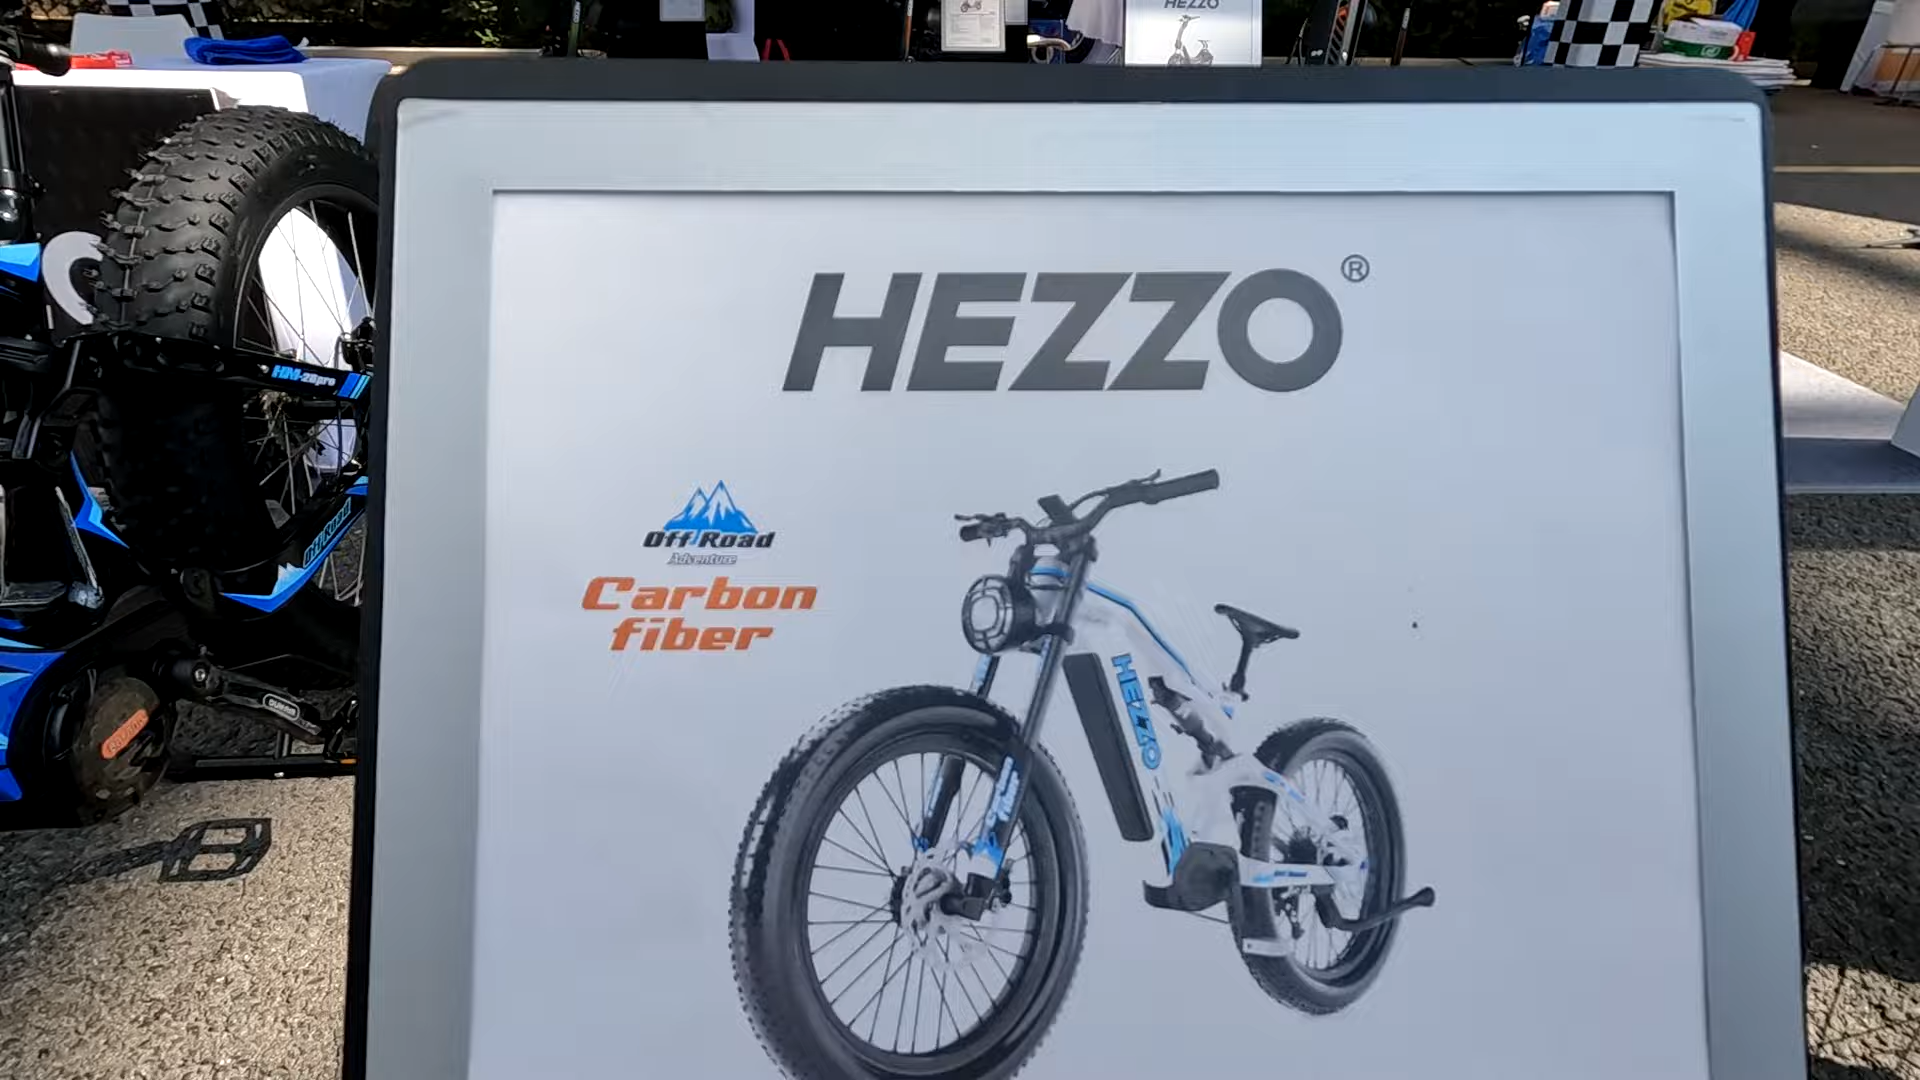 HEZZO
HEZZO®
HM-26pro
Off Road
Adventure
Carbon
fiber
HEZZO
Off Road